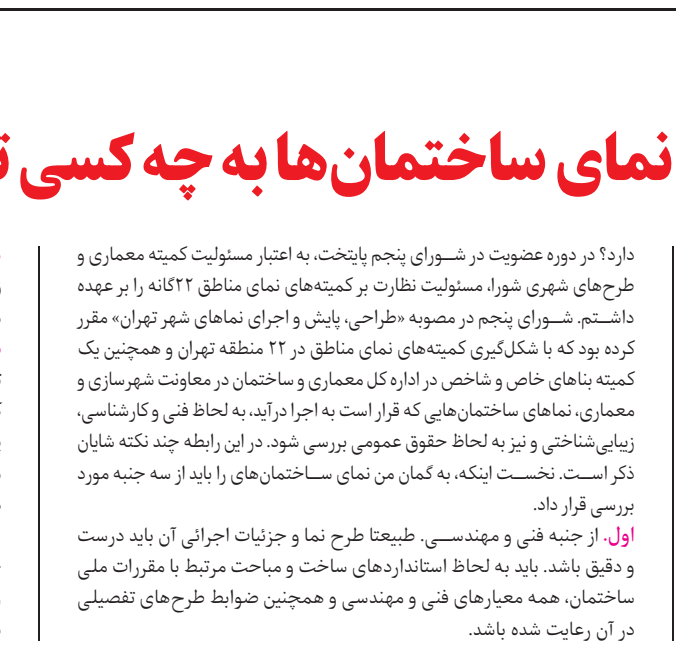 نمای ساختمان‌ها به چه کسی
دارد؟ در دوره عضویت در شــورای پنجم پایتخت، به اعتبار مسئولیت کمیته معماری و
طرح‌های شهری شورا، مسئولیت نظارت بر کمیته‌های نمای مناطق ۲۲گانه را بر عهده
داشــتم. شــورای پنجم در مصوبه «طراحی، پایش و اجرای نماهای شهر تهران» مقرر
کرده بود که با شکل‌گیری کمیته‌های نمای مناطق در ۲۲ منطقه تهران و همچنین یک
کمیته بناهای خاص و شاخص در اداره کل معماری و ساختمان در معاونت شهرسازی و
معماری، نماهای ساختمان‌هایی که قرار است به اجرا درآید، به لحاظ فنی و کارشناسی،
زیبایی‌شناختی و نیز به لحاظ حقوق عمومی بررسی شود. در این رابطه چند نکته شایان
ذکر اســت. نخســت اینکه، به گمان من نمای ســاختمان‌های را باید از سه جنبه مورد
بررسی قرار داد.
اول. از جنبه فنی و مهندســی. طبیعتا طرح نما و جزئیات اجرائی آن باید درست
و دقیق باشد. باید به لحاظ استانداردهای ساخت و مباحث مرتبط با مقررات ملی
ساختمان، همه معیارهای فنی و مهندسی و همچنین ضوابط طرح‌های تفصیلی
در آن رعایت شده باشد.